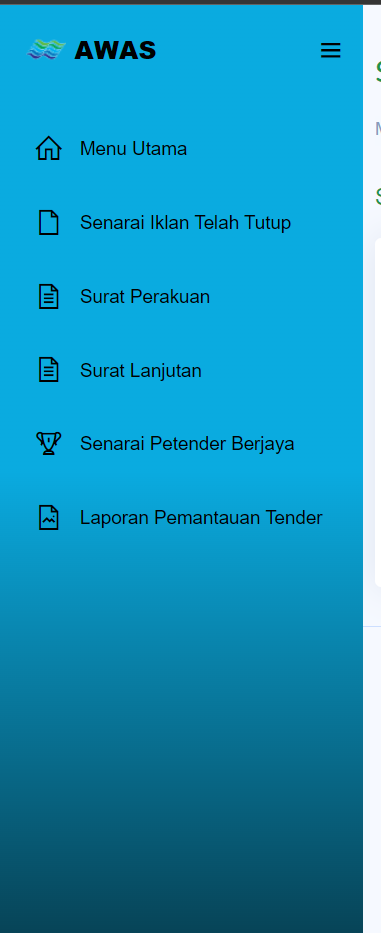 AWAS
Menu Utama
Senarai Iklan Telah Tutup
Surat Perakuan
Surat Lanjutan
Senarai Petender Berjaya
Laporan Pemantauan Tender